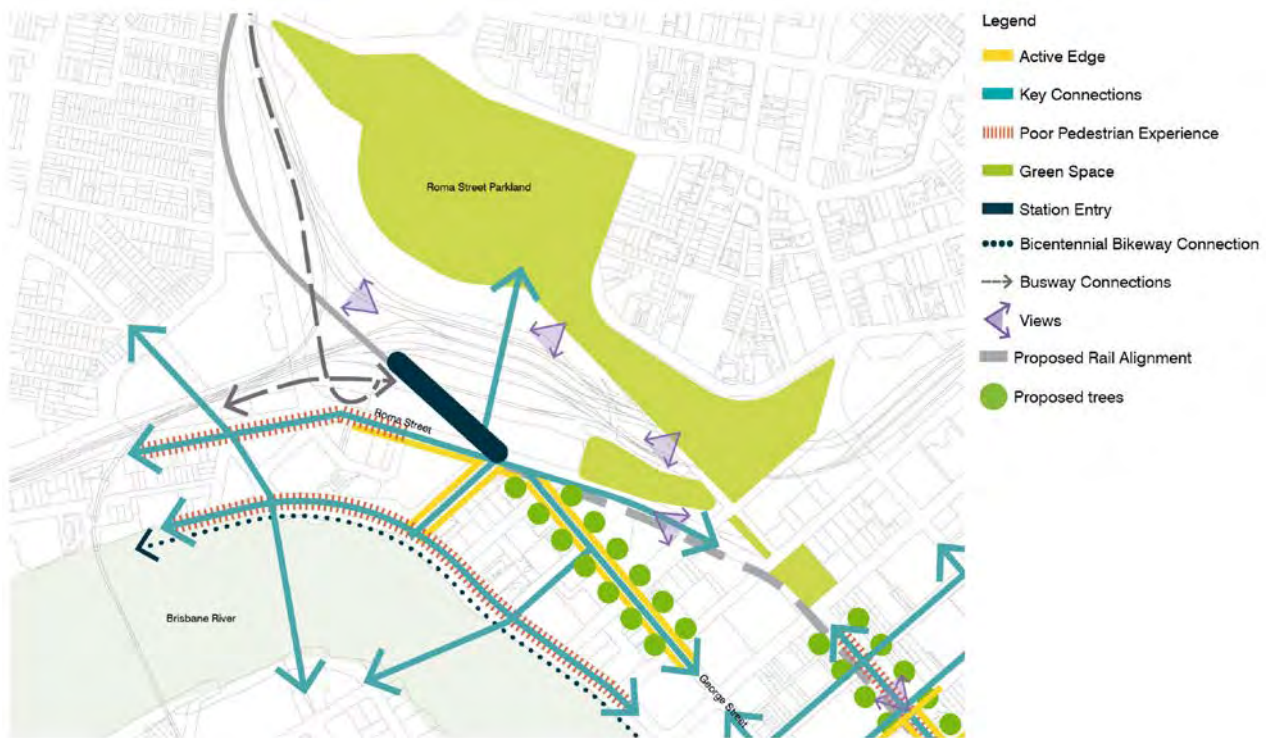 Legend
Active Edge
Key Connections
Poor Pedestrian Experience
Green Space
Station Entry
Bicentennial Bikeway Connection
Busway Connections
Views
Proposed Rail Alignment
Proposed trees
Roma Street Parkland
Roma Street
Brisbane River
George Street